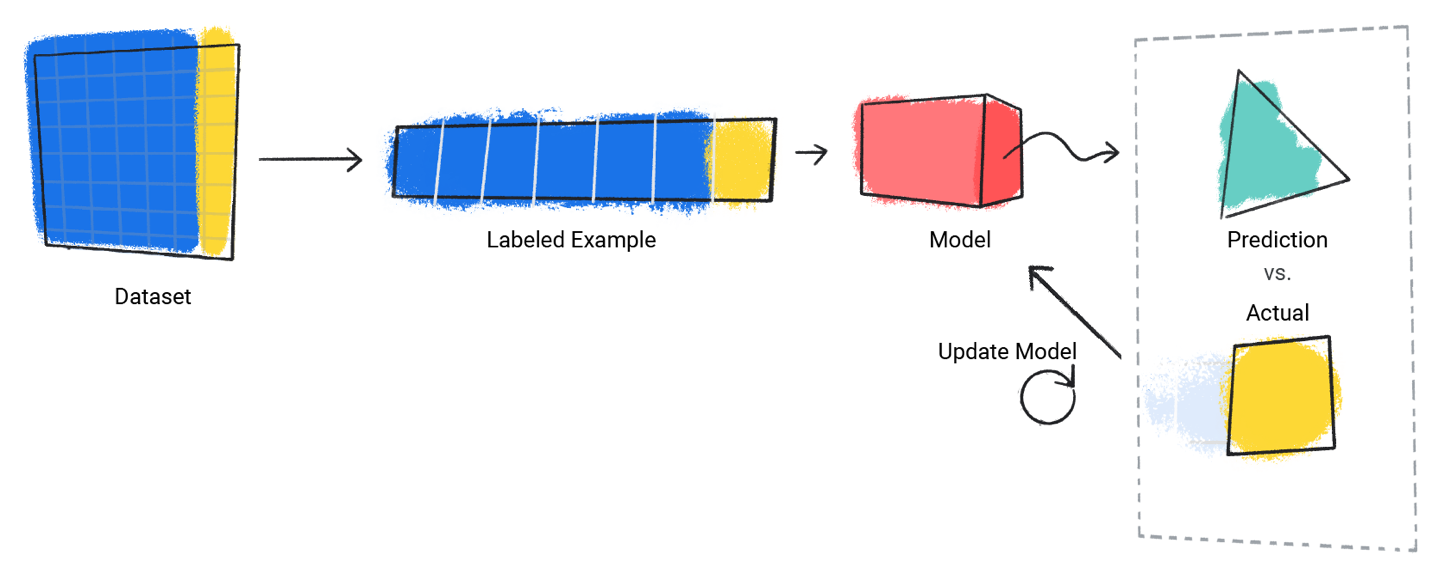 Dataset
Labeled Example
Model
Prediction
vs.
Actual
Update Model